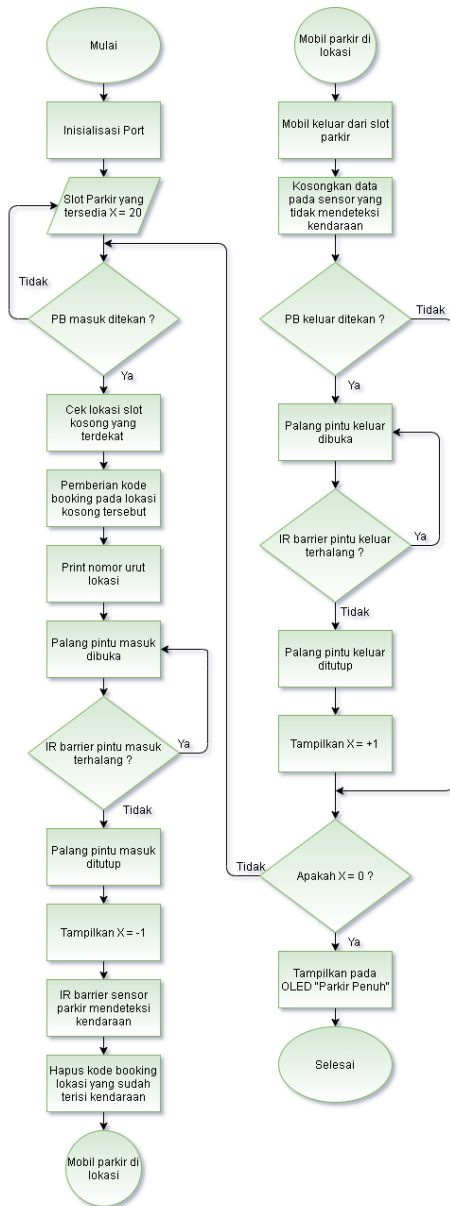 Mulai
Inisialisasi Port
Slot Parkir yang
tersedia X = 20
Tidak
PB masuk ditekan ?
Ya
Cek lokasi slot
kosong yang
terdekat
Pemberian kode
booking pada lokasi
kosong tersebut
Print nomor urut
lokasi
Palang pintu masuk
dibuka
IR barrier pintu masuk
terhalang ?
Ya
Tidak
Palang pintu masuk
ditutup
Tampilkan X = -1
IR barrier sensor
parkir mendeteksi
kendaraan
Hapus kode booking
lokasi yang sudah
terisi kendaraan
Mobil parkir di
lokasi
Mobil parkir di
lokasi
Mobil keluar dari slot
parkir
Kosongkan data
pada sensor yang
tidak mendeteksi
kendaraan
PB keluar ditekan ?
Tidak
Ya
Palang pintu keluar
dibuka
IR barrier pintu keluar
terhalang ?
Ya
Tidak
Palang pintu keluar
ditutup
Tampilkan X = +1
Apakah X = 0 ?
Tidak
Ya
Tampilkan pada
OLED "Parkir Penuh"
Selesai